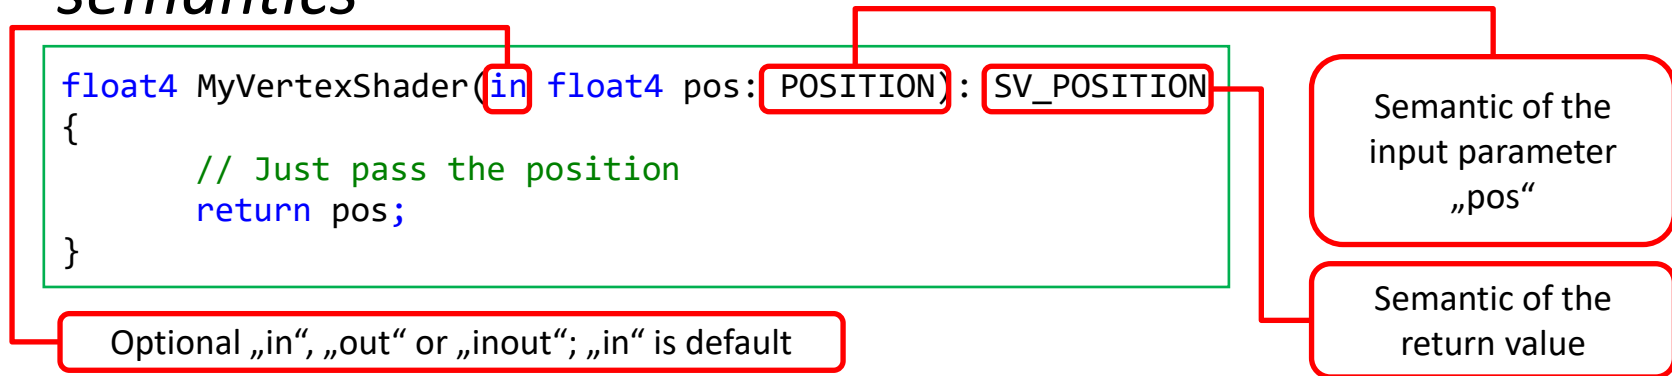 semantics
float4 MyVertexShader(in float4 pos: POSITION): SV_POSITION
{
// Just pass the position
return pos;
}
Semantic of the
input parameter
„pos“
Semantic of the
return value
Optional „in“, „out“ or „inout“; „in“ is default